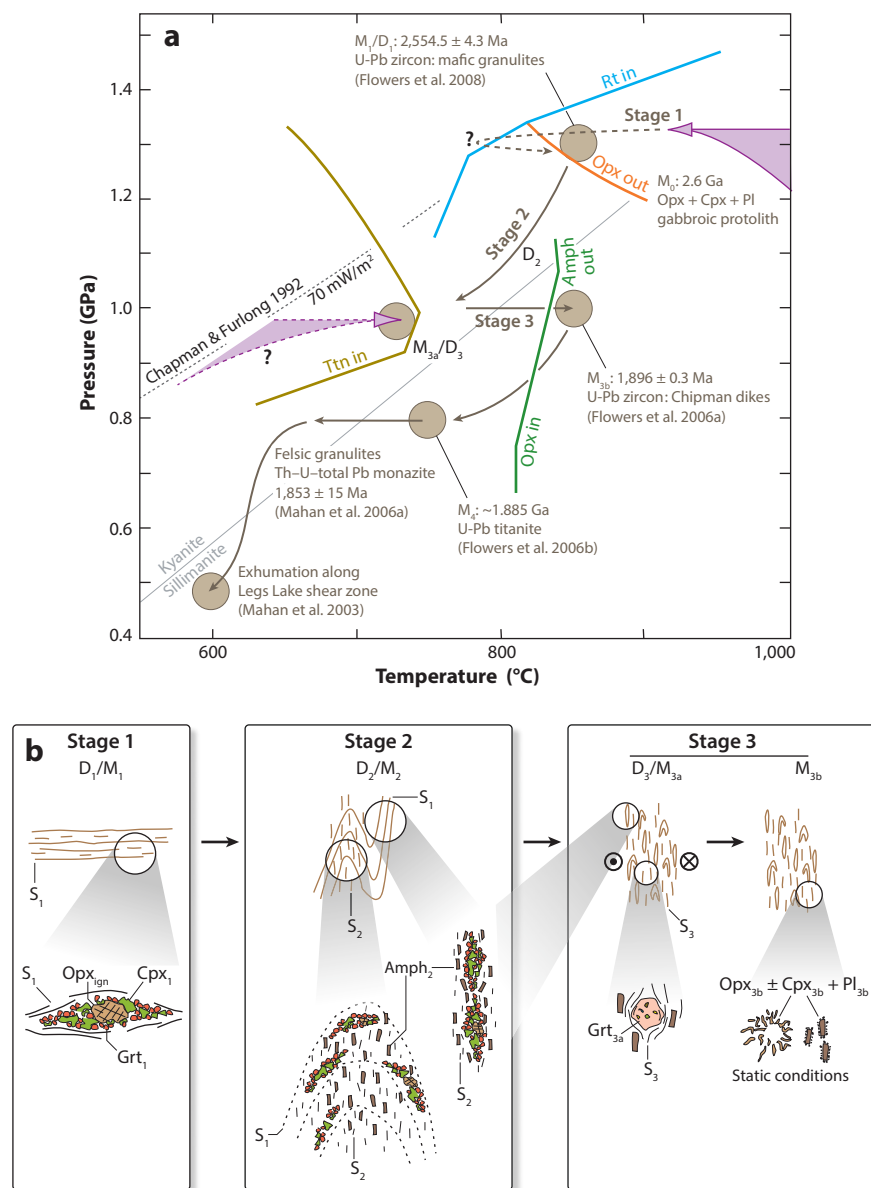 a
M1/D1: 2,554.5 ± 4.3 Ma
U-Pb zircon: mafic granulites
(Flowers et al. 2008)
Rt in
Stage 1
?
Opx out
M0: 2.6 Ga
Opx + Cpx + Pl
gabbroic protolith
Stage 2
D2
Amph out
Chapman & Furlong 1992
70 mW/m2
?
Stage 3
M3a/D3
Ttn in
M3b: 1,896 ± 0.3 Ma
U-Pb zircon: Chipman dikes
(Flowers et al. 2006a)
Opx in
Felsic granulites
Th–U–total Pb monazite
1,853 ± 15 Ma
(Mahan et al. 2006a)
M4: ~1.885 Ga
U-Pb titanite
(Flowers et al. 2006b)
Kyanite
Sillimanite
Exhumation along
Legs Lake shear zone
(Mahan et al. 2003)
Pressure (GPa)
1.4
1.2
1.0
0.8
0.6
0.4
600
800
1,000
Temperature (°C)
b
Stage 1
D1/M1
S1
S1
Opxign
Cpx1
Grt1
Stage 2
D2/M2
S1
S2
Amph2
S1
S2
S2
Stage 3
D3/M3a
M3b
S3
Grt3a
S3
Opx3b ± Cpx3b + Pl3b
Static conditions